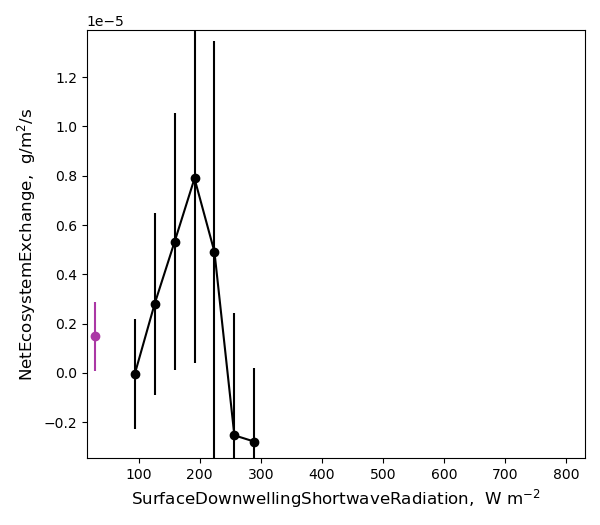 1e−5
1.2
1.0
0.8
0.6
0.4
0.2
0.0
−0.2
NetEcosystemExchange, g/m²/s
100 200 300 400 500 600 700 800
SurfaceDownwellingShortwaveRadiation, W m⁻²